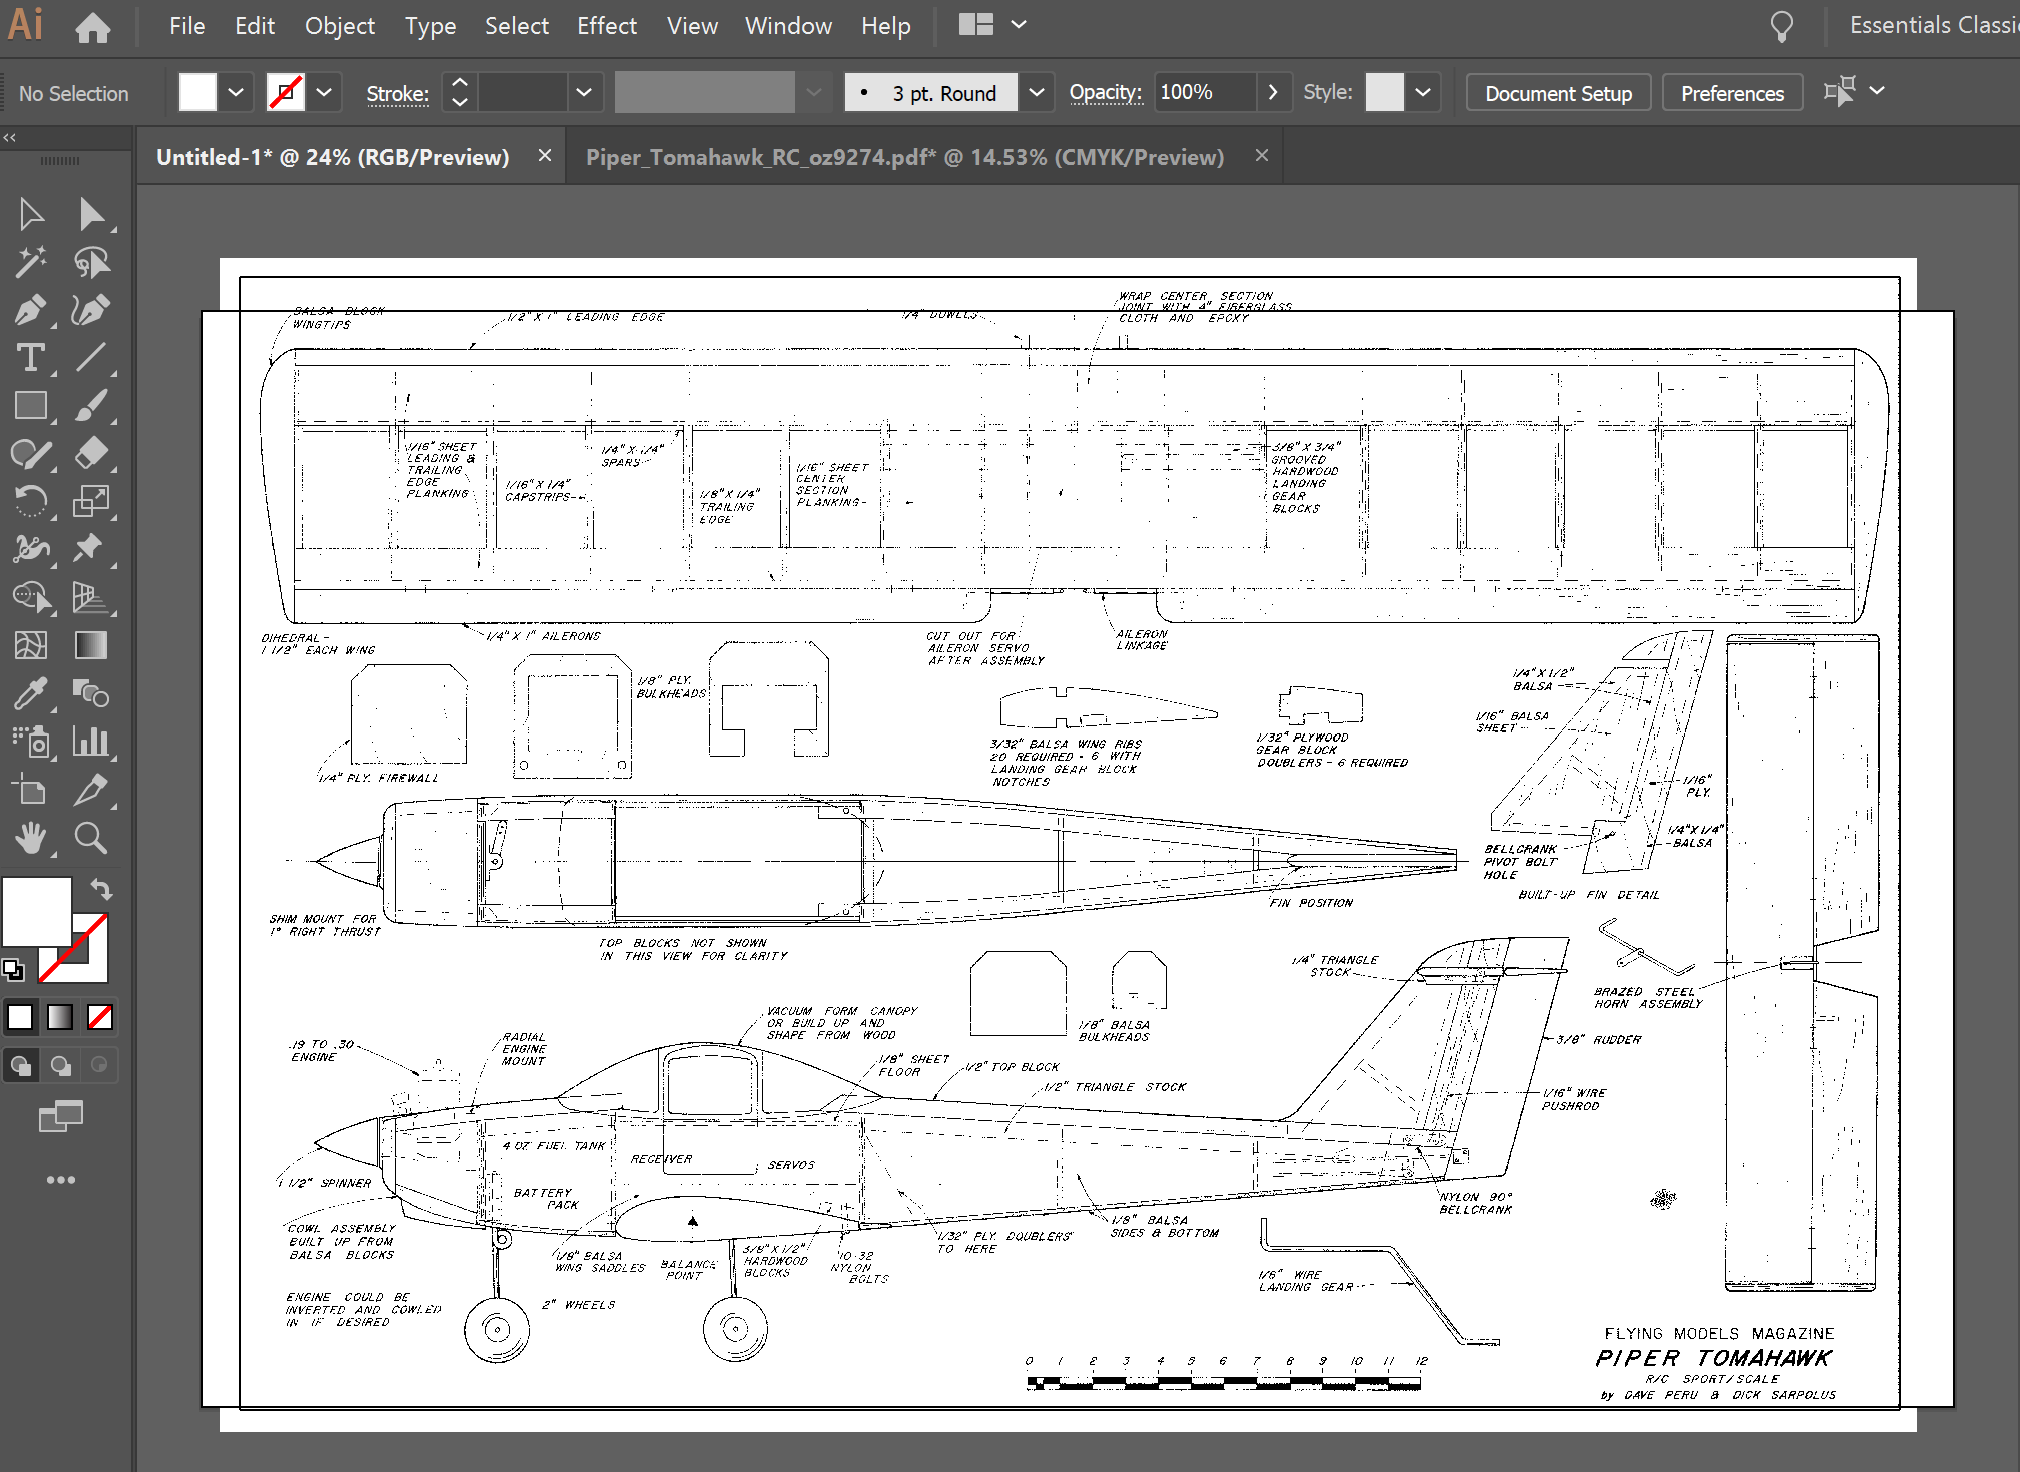 Ai File Edit Object Type Select Effect View Window Help Essentials Classic
No Selection Stroke: 3 pt. Round Opacity: 100% Style: Document Setup Preferences
Untitled-1* @ 24% (RGB/Preview) × Piper_Tomahawk_RC_oz9274.pdf* @ 14.53% (CMYK/Preview) ×
BALSA BLOCK
WINGTIPS
1/2" X 1" LEADING EDGE
1/4" DOWELS
WRAP CENTER SECTION
JOINT WITH 4" FIBERGLASS
CLOTH AND EPOXY
1/16" SHEET
LEADING &
TRAILING
EDGE
PLANKING
1/16" X 1/4"
CAPSTRIPS
1/4" X 1/4"
SPARS
1/8" X 1/4"
TRAILING
EDGE
1/16" SHEET
CENTER
SECTION
PLANKING
3/8" X 3/4"
GROOVED
HARDWOOD
LANDING
GEAR
BLOCKS
DIHEDRAL -
1 1/2" EACH WING
1/4" X 1" AILERONS
CUT OUT FOR
AILERON SERVO
AFTER ASSEMBLY
AILERON
LINKAGE
1/4" PLY. FIREWALL
1/8" PLY.
BULKHEADS
3/32" BALSA WING RIBS
20 REQUIRED - 6 WITH
LANDING GEAR BLOCK
NOTCHES
1/32" PLYWOOD
GEAR BLOCK
DOUBLERS - 6 REQUIRED
1/4" X 1/2"
BALSA
1/16" BALSA
SHEET
1/16"
PLY.
1/4" X 1/4"
BALSA
BELLCRANK
PIVOT BOLT
HOLE
BUILT-UP FIN DETAIL
SHIM MOUNT FOR
1° RIGHT THRUST
TOP BLOCKS NOT SHOWN
IN THIS VIEW FOR CLARITY
FIN POSITION
1/4" TRIANGLE
STOCK
BRAZED STEEL
HORN ASSEMBLY
1/8" BALSA
BULKHEADS
VACUUM FORM CANOPY
OR BUILD UP AND
SHAPE FROM WOOD
.19 TO .30
ENGINE
RADIAL
ENGINE
MOUNT
1/8" SHEET
FLOOR
1/2" TOP BLOCK
1/2" TRIANGLE STOCK
3/8" RUDDER
1/16" WIRE
PUSHROD
4 OZ FUEL TANK
RECEIVER
SERVOS
BATTERY
PACK
1 1/2" SPINNER
COWL ASSEMBLY
BUILT UP FROM
BALSA BLOCKS
1/8" BALSA
WING SADDLES
BALANCE
POINT
3/8" X 1/2"
HARDWOOD
BLOCKS
10-32
NYLON
BOLTS
1/32" PLY. DOUBLERS
TO HERE
1/8" BALSA
SIDES & BOTTOM
NYLON 90°
BELLCRANK
1/6" WIRE
LANDING GEAR
ENGINE COULD BE
INVERTED AND COWLED
IN IF DESIRED
2" WHEELS
0 1 2 3 4 5 6 7 8 9 10 11 12
FLYING MODELS MAGAZINE
PIPER TOMAHAWK
R/C SPORT/SCALE
by DAVE PERU & DICK SARPOLUS